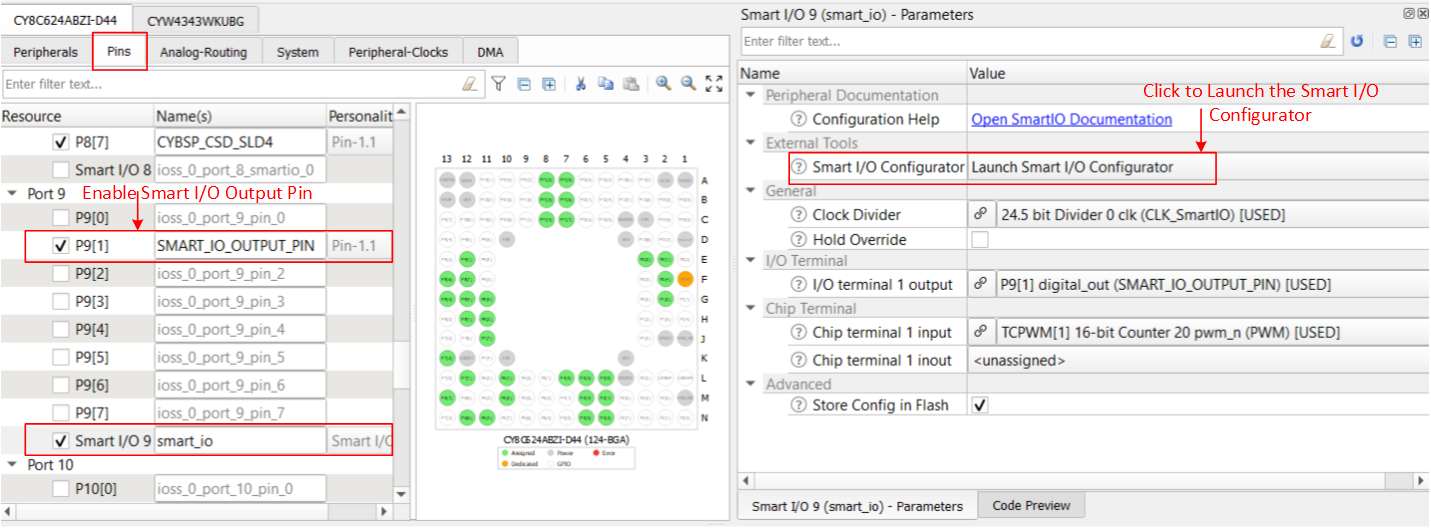 CY8C624ABZI-D44 CYW4343WKUBG
Peripherals Pins Analog-Routing System Peripheral-Clocks DMA
Enter filter text...
Resource Name(s) Personality
P8[7] CYBSP_CSD_SLD4 Pin-1.1
Smart I/O 8 ioss_0_port_8_smartio_0
Port 9 Enable Smart I/O Output Pin
P9[0] ioss_0_port_9_pin_0
P9[1] SMART_IO_OUTPUT_PIN Pin-1.1
P9[2] ioss_0_port_9_pin_2
P9[3] ioss_0_port_9_pin_3
P9[4] ioss_0_port_9_pin_4
P9[5] ioss_0_port_9_pin_5
P9[6] ioss_0_port_9_pin_6
P9[7] ioss_0_port_9_pin_7
Smart I/O 9 smart_io Smart I/O
Port 10
P10[0] ioss_0_port_10_pin_0
13 12 11 10 9 8 7 6 5 4 3 2 1
A
B
C
D
E
F
G
H
J
K
L
M
N
CY8C624ABZI-D44 (124-BGA)
Assigned Power Error
Dedicated GPIO
Smart I/O 9 (smart_io) - Parameters
Enter filter text...
Name Value
Peripheral Documentation
Click to Launch the Smart I/O
Configurator
Configuration Help Open SmartIO Documentation
External Tools
Smart I/O Configurator Launch Smart I/O Configurator
General
Clock Divider 24.5 bit Divider 0 clk (CLK_SmartIO) [USED]
Hold Override
I/O Terminal
I/O terminal 1 output P9[1] digital_out (SMART_IO_OUTPUT_PIN) [USED]
Chip Terminal
Chip terminal 1 input TCPWM[1] 16-bit Counter 20 pwm_n (PWM) [USED]
Chip terminal 1 inout <unassigned>
Advanced
Store Config in Flash
Smart I/O 9 (smart_io) - Parameters Code Preview